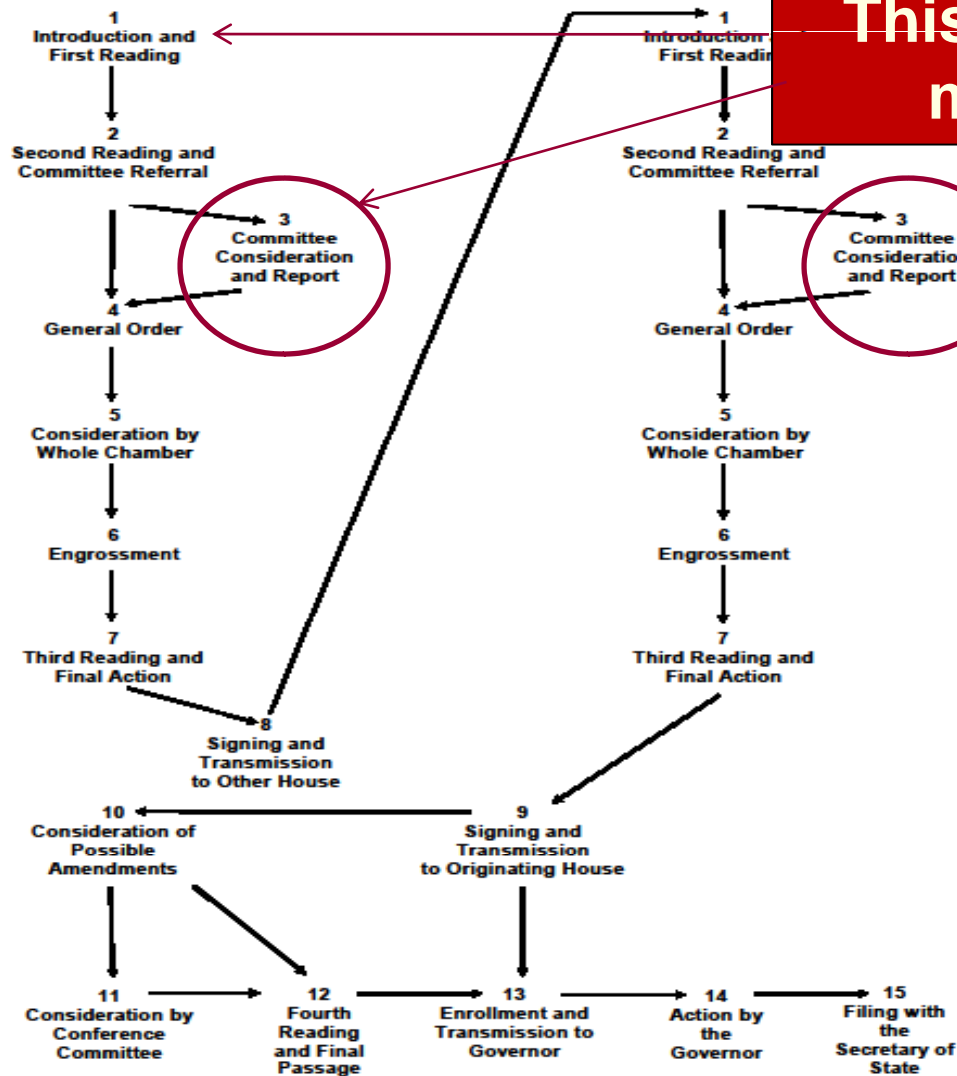 1
Introduction and
First Reading
2
Second Reading and
Committee Referral
3
Committee
Consideration
and Report
4
General Order
5
Consideration by
Whole Chamber
6
Engrossment
7
Third Reading and
Final Action
8
Signing and
Transmission
to Other House
1
Introduction
First
2
Second Reading and
Committee Referral
3
Committee
and Report
4
General Order
5
Consideration by
Whole Chamber
6
Engrossment
7
Third Reading and
Final Action
This
9
Signing and
Transmission
to Originating House
10
Consideration of
Possible
Amendments
11
Consideration by
Conference
Committee
12
Fourth
Reading
and Final
Passage
13
Enrollment and
Transmission to
Governor
14
Action by
the
Governor
15
Filing with
the
Secretary of
State